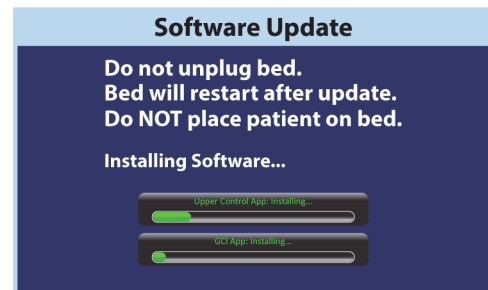 Software Update
Do not unplug bed.
Bed will restart after update.
Do NOT place patient on bed.
Installing Software...
Upper Control App: Installing...
GCI App: Installing...